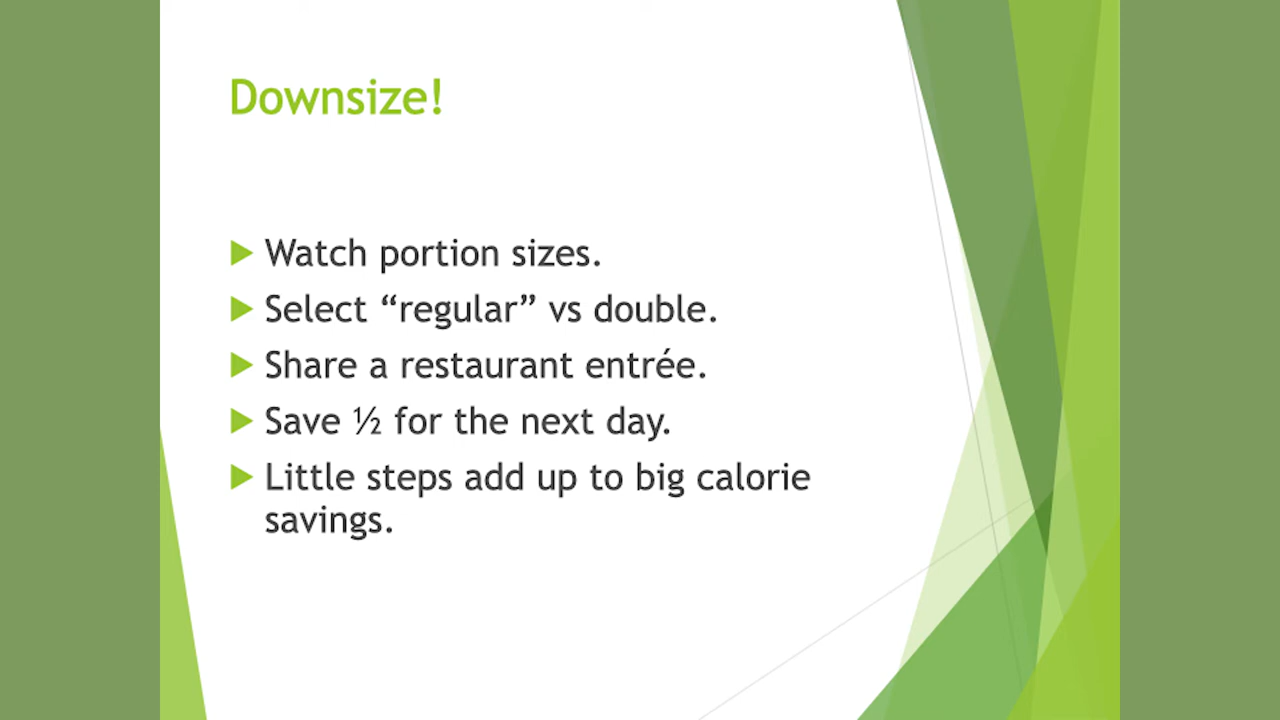 Downsize!
Watch portion sizes.
Select “regular” vs double.
Share a restaurant entrée.
Save ½ for the next day.
Little steps add up to big calorie
savings.